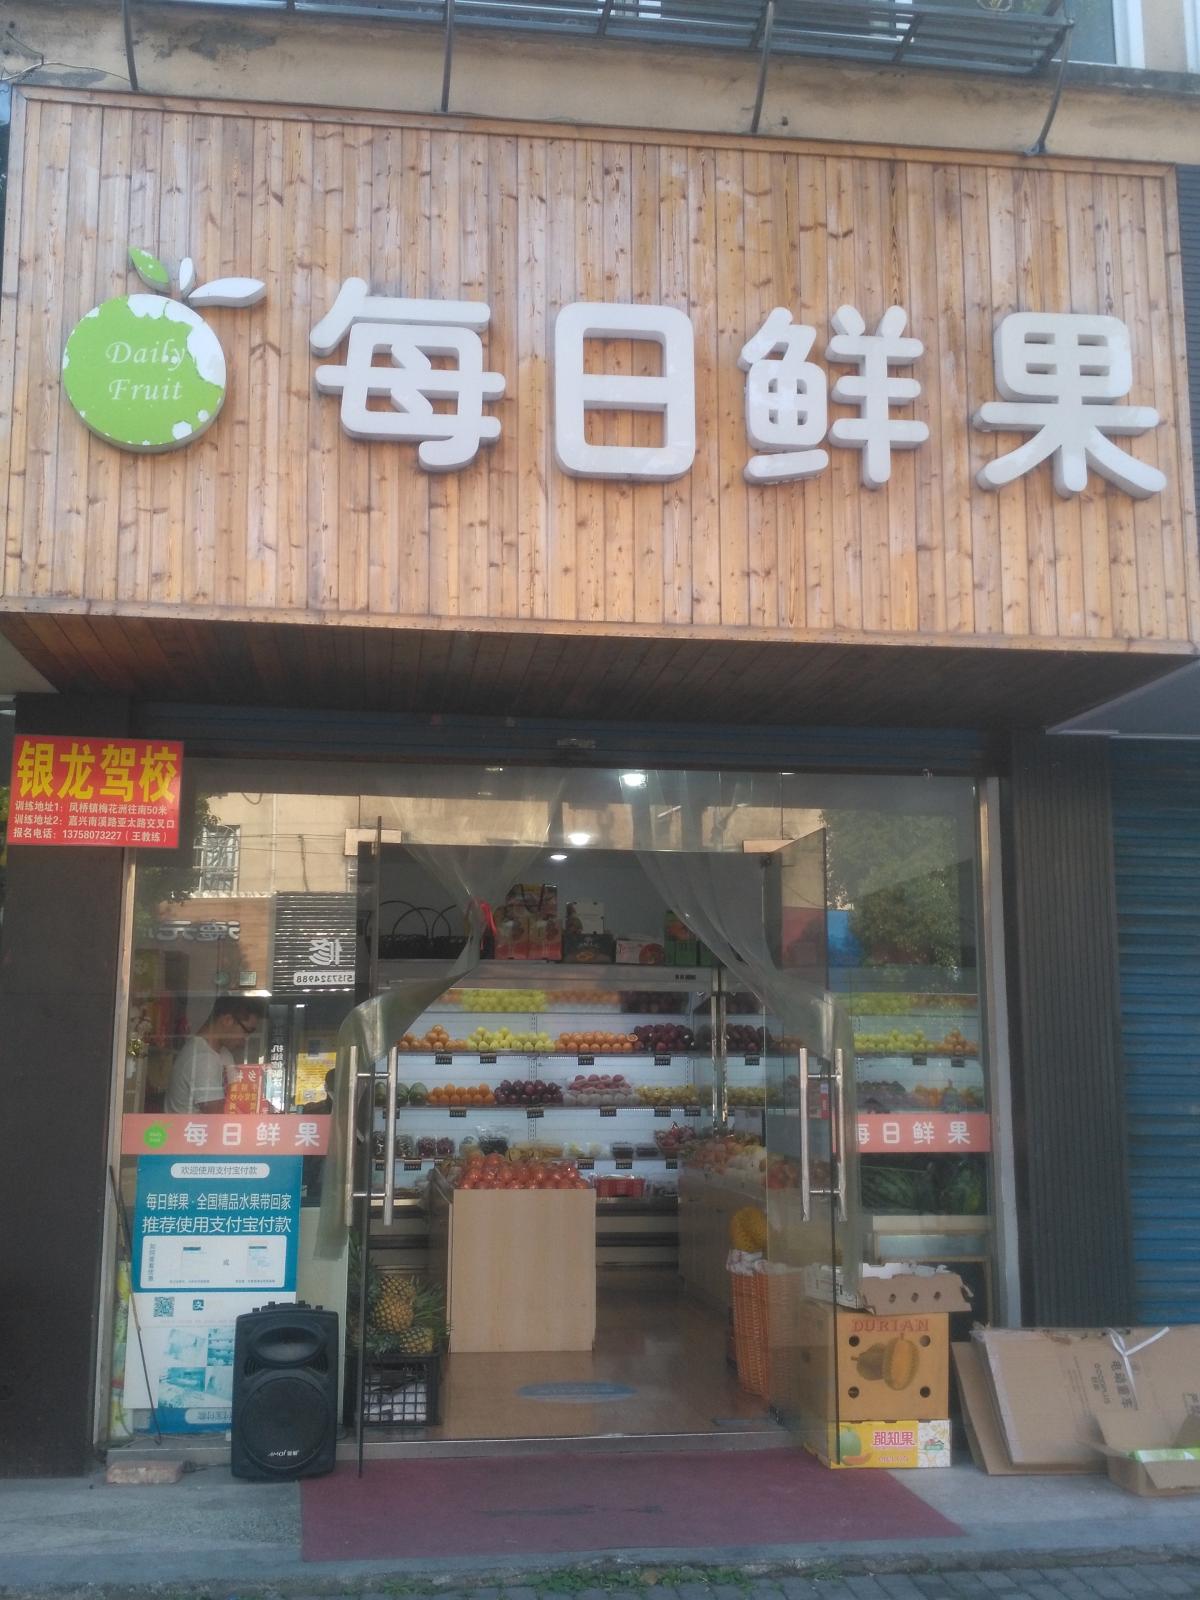 Daily
Fruit
每日鲜果
银龙驾校
训练地址1：凤桥镇梅花洲往南50米
训练地址2：嘉兴南溪路亚太路交叉口
报名电话：13758073227（王教练）
修
5157324988
每日鲜果
每日鲜果
欢迎使用支付宝付款
每日鲜果·全国精品水果带回家
推荐使用支付宝付款
或
DURIAN
都知果